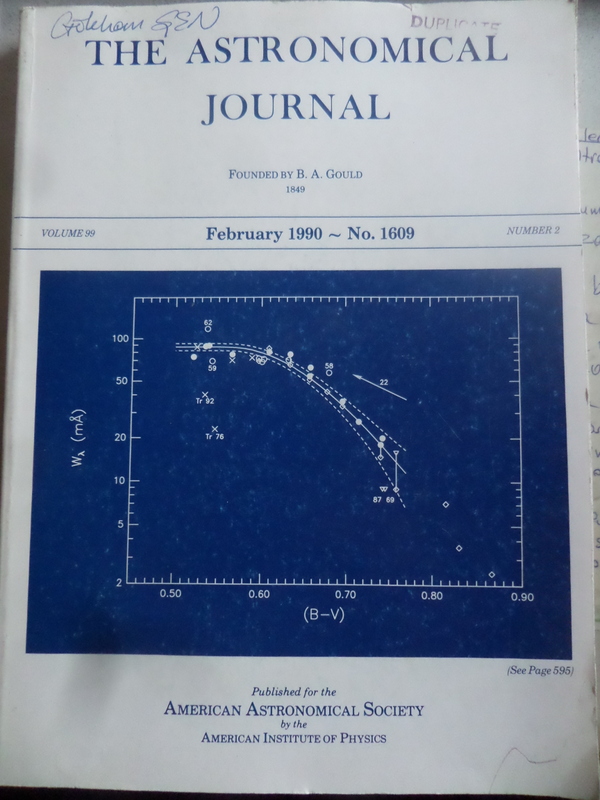 DUPLICATE
THE ASTRONOMICAL
JOURNAL
FOUNDED BY B. A. GOULD
1849
VOLUME 99
February 1990 ~ No. 1609
NUMBER 2
62
100
59
65
58
50
22
Tr 92
Tr 76
20
Wλ (mÅ)
10
87 69
5
2
0.50 0.60 0.70 0.80 0.90
(B−V)
(See Page 595)
Published for the
AMERICAN ASTRONOMICAL SOCIETY
by the
AMERICAN INSTITUTE OF PHYSICS